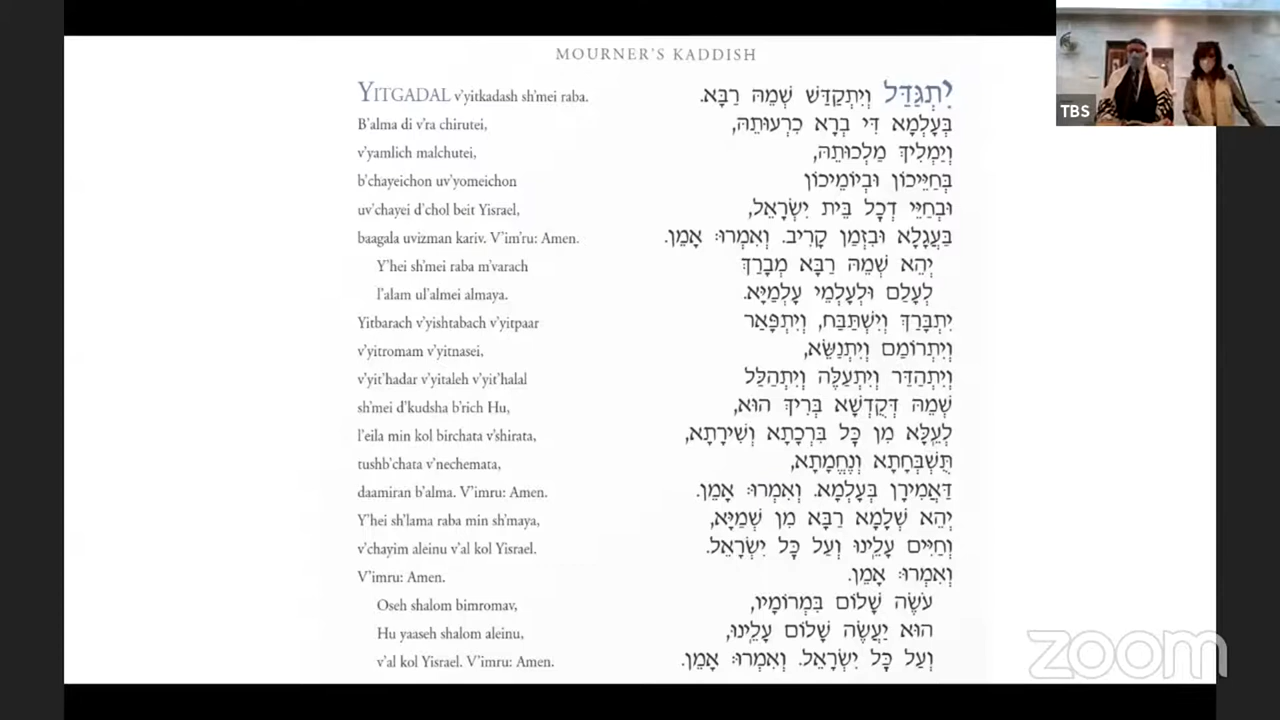 MOURNER'S KADDISH
YITGADAL v'yitkadash sh'mei raba.
B'alma di v'ra chirutei,
v'yamlich malchutei,
b'chayeichon uv'yomeichon
uv'chayei d'chol beit Yisrael,
baagala uvizman kariv. V'im'ru: Amen.
Y'hei sh'mei raba m'varach
l'alam ul'almei almaya.
Yitbarach v'yishtabach v'yitpaar
v'yitromam v'yitnasei,
v'yit'hadar v'yitaleh v'yit'halal
sh'mei d'kudsha b'rich Hu,
l'eila min kol birchata v'shirata,
tushb'chata v'nechemata,
daamiran b'alma. V'imru: Amen.
Y'hei sh'lama raba min sh'maya,
v'chayim aleinu v'al kol Yisrael.
V'imru: Amen.
Oseh shalom bimromav,
Hu yaaseh shalom aleinu,
v'al kol Yisrael. V'imru: Amen.
יִתְגַּדַּל וְיִתְקַדַּשׁ שְׁמֵהּ רַבָּא.
בְּעָלְמָא דִּי בְרָא כִרְעוּתֵהּ,
וְיַמְלִיךְ מַלְכוּתֵהּ,
בְּחַיֵּיכוֹן וּבְיוֹמֵיכוֹן
וּבְחַיֵּי דְכָל בֵּית יִשְׂרָאֵל,
בַּעֲגָלָא וּבִזְמַן קָרִיב. וְאִמְרוּ: אָמֵן.
יְהֵא שְׁמֵהּ רַבָּא מְבָרַךְ
לְעָלַם וּלְעָלְמֵי עָלְמַיָּא.
יִתְבָּרַךְ וְיִשְׁתַּבַּח, וְיִתְפָּאַר
וְיִתְרוֹמַם וְיִתְנַשֵּׂא,
וְיִתְהַדַּר וְיִתְעַלֶּה וְיִתְהַלַּל
שְׁמֵהּ דְּקֻדְשָׁא בְּרִיךְ הוּא,
לְעֵלָּא מִן כָּל בִּרְכָתָא וְשִׁירָתָא,
תֻּשְׁבְּחָתָא וְנֶחֱמָתָא,
דַּאֲמִירָן בְּעָלְמָא. וְאִמְרוּ: אָמֵן.
יְהֵא שְׁלָמָא רַבָּא מִן שְׁמַיָּא,
וְחַיִּים עָלֵינוּ וְעַל כָּל יִשְׂרָאֵל.
וְאִמְרוּ: אָמֵן.
עֹשֶׂה שָׁלוֹם בִּמְרוֹמָיו,
הוּא יַעֲשֶׂה שָׁלוֹם עָלֵינוּ,
וְעַל כָּל יִשְׂרָאֵל. וְאִמְרוּ: אָמֵן.
TBS
zoom